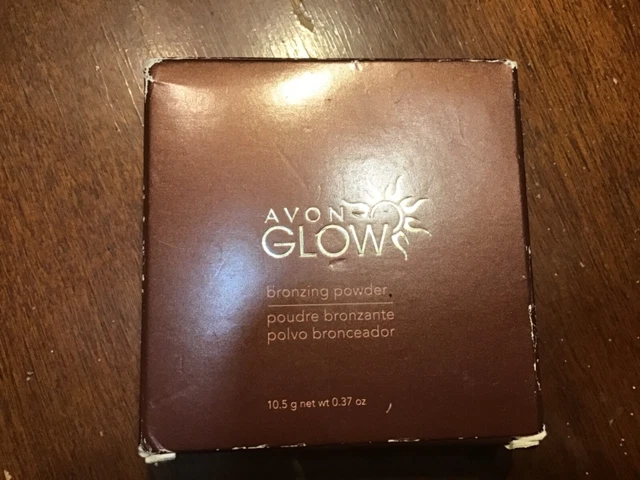 AVON
GLOW
bronzing powder
poudre bronzante
polvo bronceador
10.5 g net wt 0.37 oz